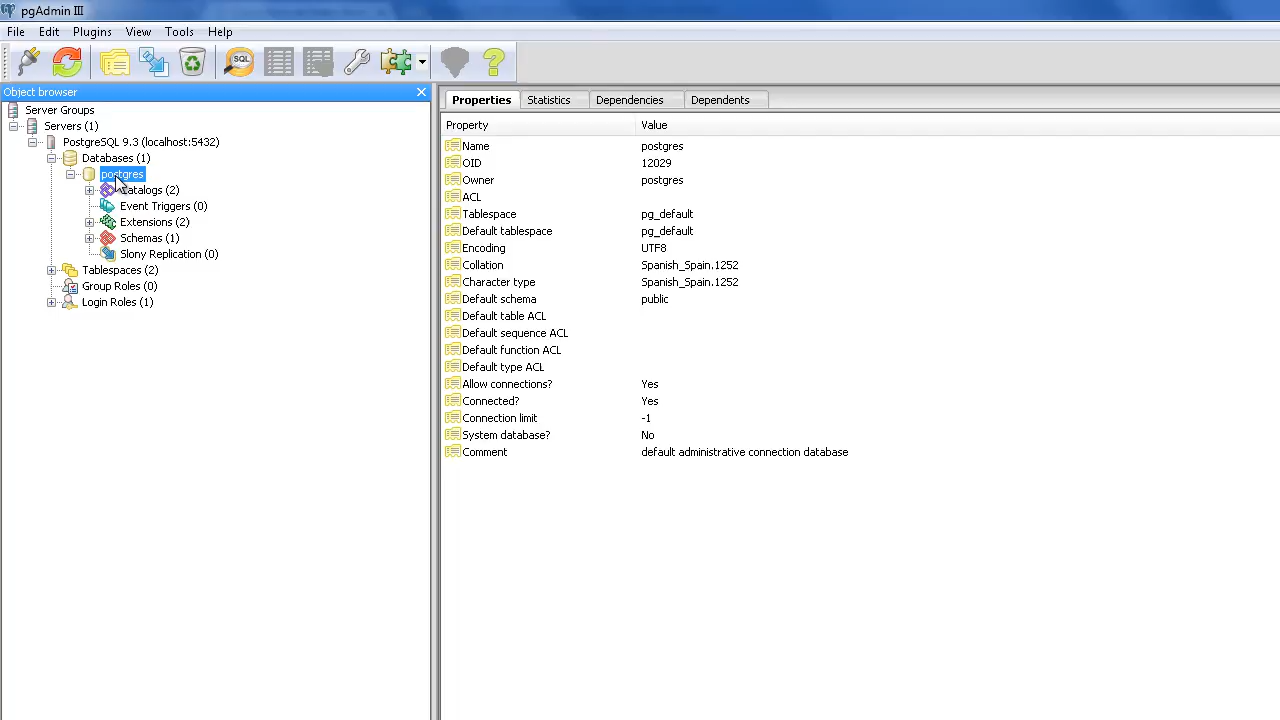 pgAdmin III
File Edit Plugins View Tools Help
SQL
Object browser
Server Groups
Servers (1)
PostgreSQL 9.3 (localhost:5432)
Databases (1)
postgres
Catalogs (2)
Event Triggers (0)
Extensions (2)
Schemas (1)
Slony Replication (0)
Tablespaces (2)
Group Roles (0)
Login Roles (1)
Properties Statistics Dependencies Dependents
Property Value
Name postgres
OID 12029
Owner postgres
ACL
Tablespace pg_default
Default tablespace pg_default
Encoding UTF8
Collation Spanish_Spain.1252
Character type Spanish_Spain.1252
Default schema public
Default table ACL
Default sequence ACL
Default function ACL
Default type ACL
Allow connections? Yes
Connected? Yes
Connection limit -1
System database? No
Comment default administrative connection database